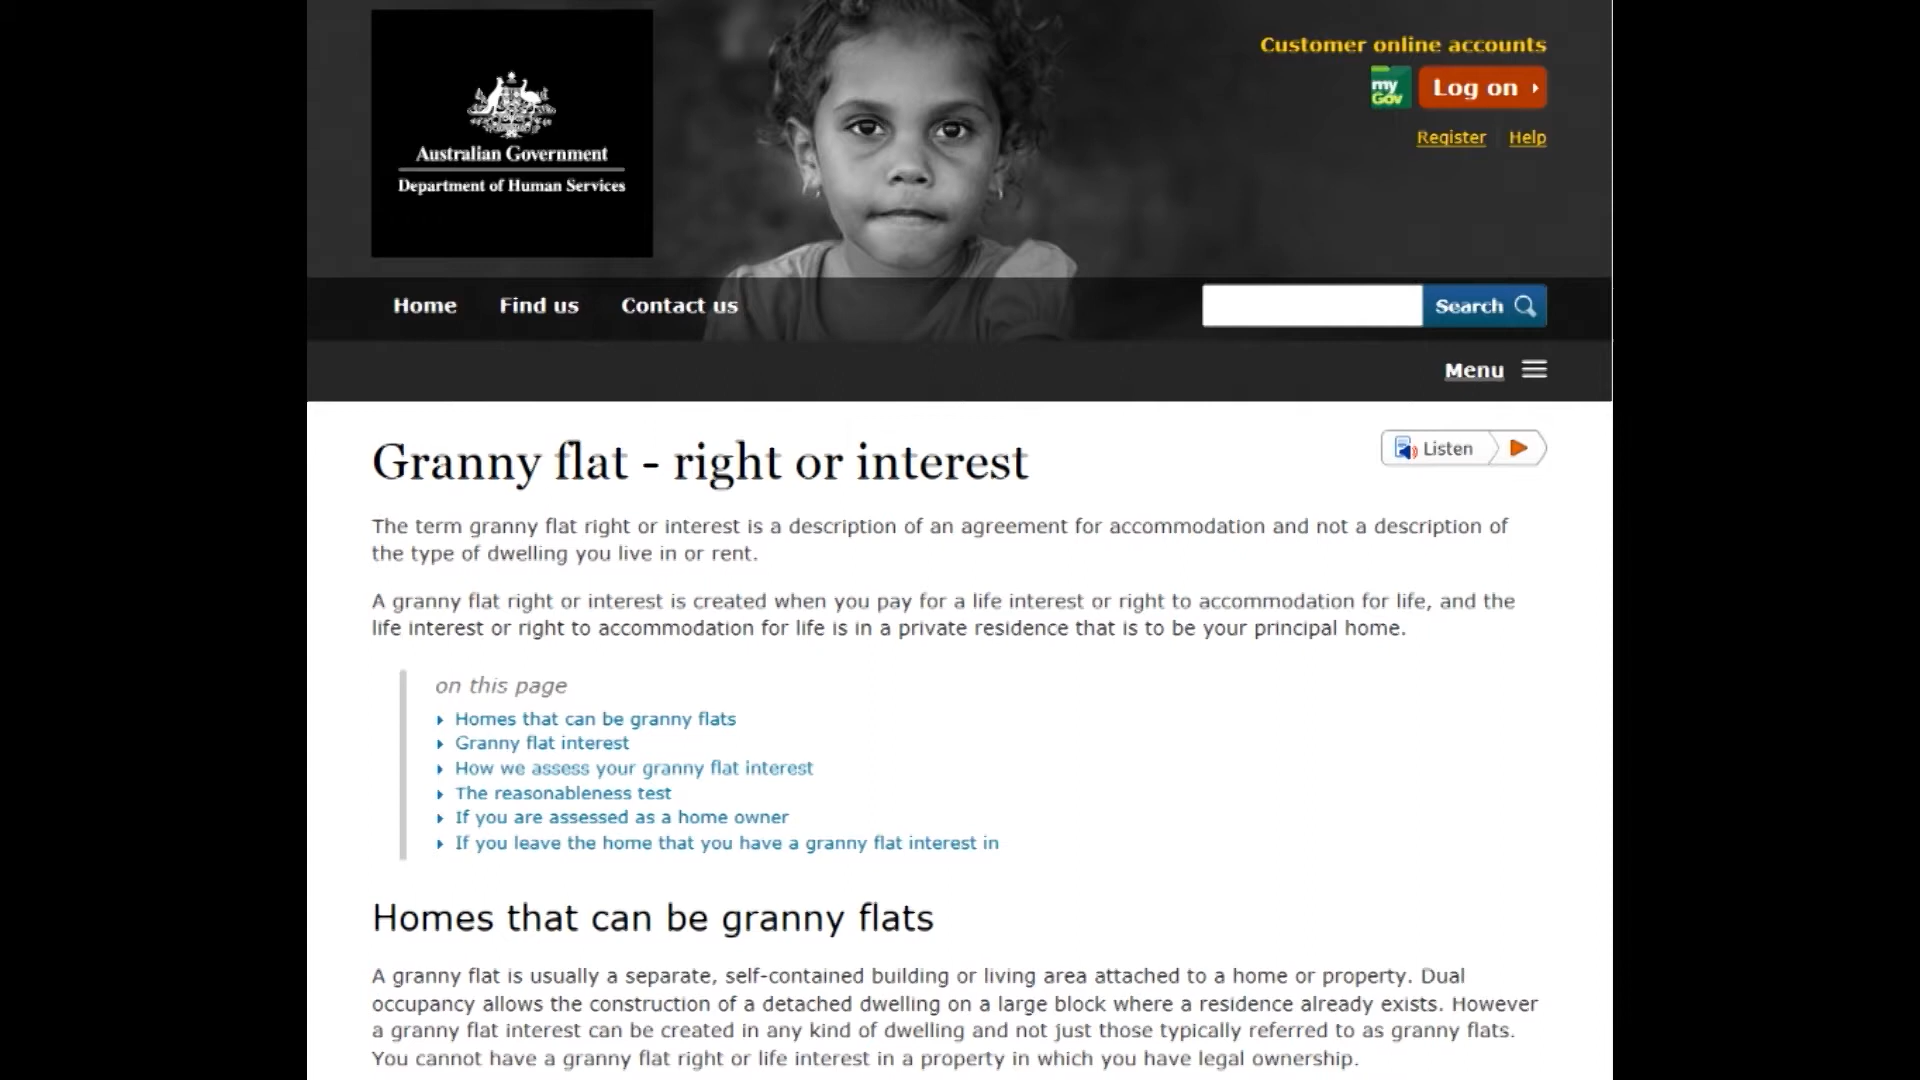 Australian Government
Department of Human Services
Customer online accounts
my
Gov
Log on
Register
Help
Home
Find us
Contact us
Search
Menu
Granny flat - right or interest
Listen
The term granny flat right or interest is a description of an agreement for accommodation and not a description of
the type of dwelling you live in or rent.
A granny flat right or interest is created when you pay for a life interest or right to accommodation for life, and the
life interest or right to accommodation for life is in a private residence that is to be your principal home.
on this page
Homes that can be granny flats
Granny flat interest
How we assess your granny flat interest
The reasonableness test
If you are assessed as a home owner
If you leave the home that you have a granny flat interest in
Homes that can be granny flats
A granny flat is usually a separate, self-contained building or living area attached to a home or property. Dual
occupancy allows the construction of a detached dwelling on a large block where a residence already exists. However
a granny flat interest can be created in any kind of dwelling and not just those typically referred to as granny flats.
You cannot have a granny flat right or life interest in a property in which you have legal ownership.